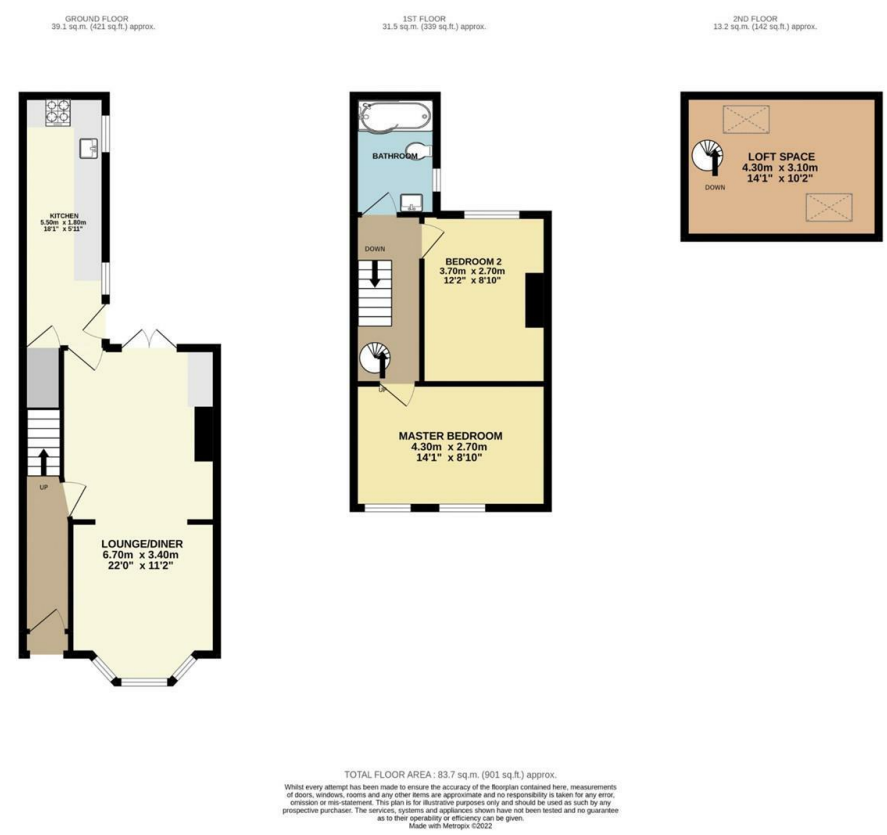 GROUND FLOOR
39.1 sq.m. (421 sq.ft.) approx.
1ST FLOOR
31.5 sq.m. (339 sq.ft.) approx.
2ND FLOOR
13.2 sq.m. (142 sq.ft.) approx.
KITCHEN
5.50m x 1.80m
18'1" x 5'11"
UP
LOUNGE/DINER
6.70m x 3.40m
22'0" x 11'2"
BATHROOM
DOWN
BEDROOM 2
3.70m x 2.70m
12'2" x 8'10"
UP
MASTER BEDROOM
4.30m x 2.70m
14'1" x 8'10"
LOFT SPACE
4.30m x 3.10m
14'1" x 10'2"
DOWN
TOTAL FLOOR AREA : 83.7 sq.m. (901 sq.ft.) approx.
Whilst every attempt has been made to ensure the accuracy of the floorplan contained here, measurements
of doors, windows, rooms and any other items are approximate and no responsibility is taken for any error,
omission or mis-statement. This plan is for illustrative purposes only and should be used as such by any
prospective purchaser. The services, systems and appliances shown have not been tested and no guarantee
as to their operability or efficiency can be given.
Made with Metropix ©2022